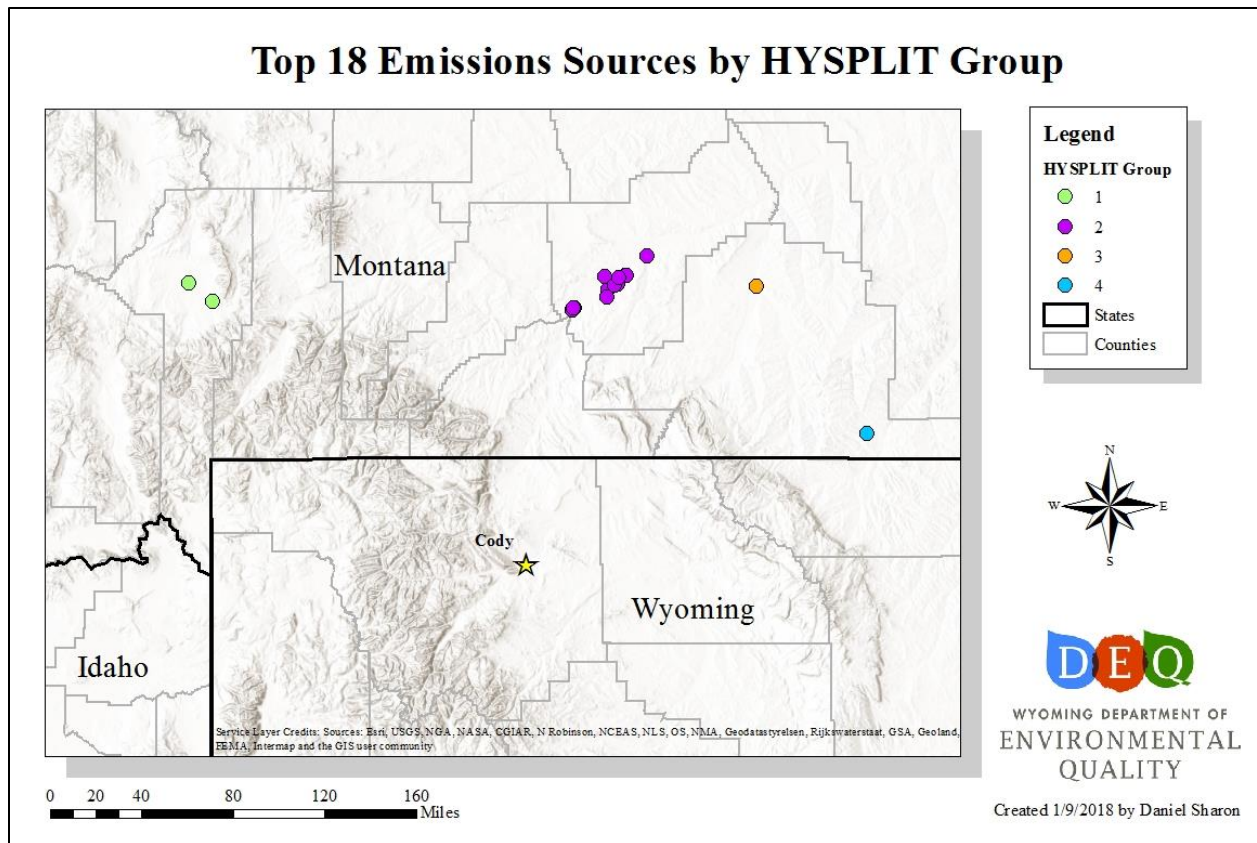 Top 18 Emissions Sources by HYSPLIT Group
Montana
Cody
Wyoming
Idaho
Service Layer Credits: Sources: Esri, USGS, NGA, NASA, CGIAR, N Robinson, NCEAS, NLS, OS, NMA, Geodatastyrelsen, Rijkswaterstaat, GSA, Geoland,
FEMA, Intermap and the GIS user community
0 20 40 80 120 160
Miles
Legend
HYSPLIT Group
1
2
3
4
States
Counties
N
W E
S
DEQ
WYOMING DEPARTMENT OF
ENVIRONMENTAL
QUALITY
Created 1/9/2018 by Daniel Sharon